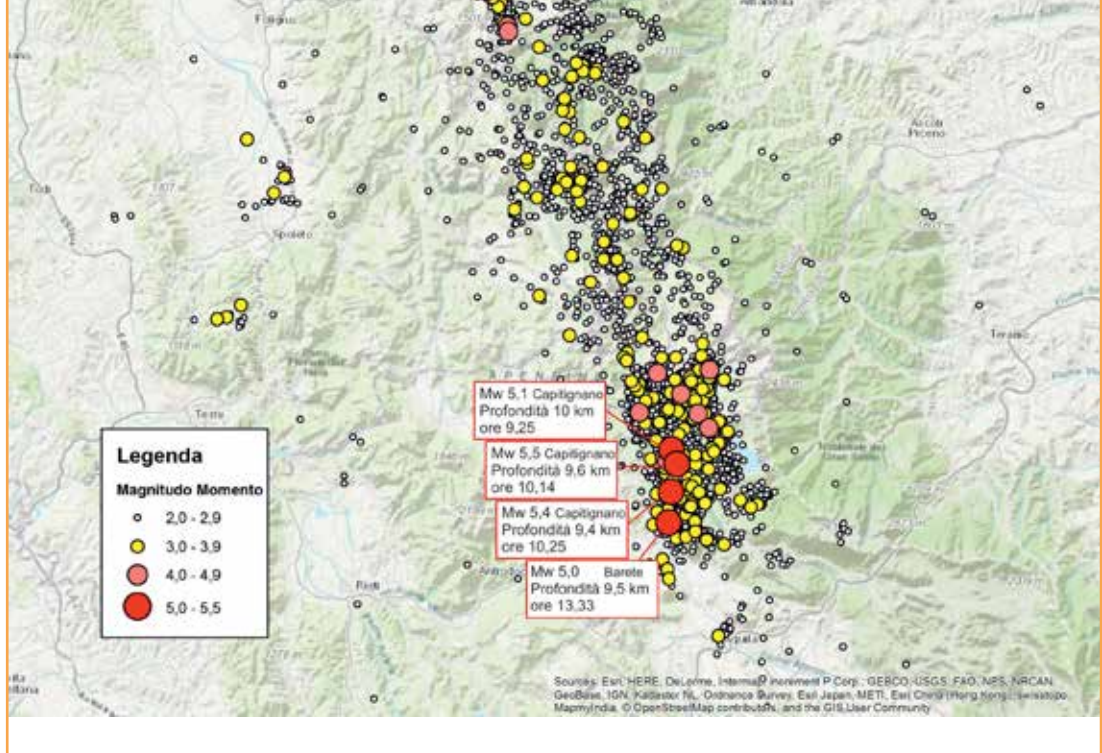 Foligno
Ascoli
Piceno
Todi
Spoleto
Teramo
APENNIN
Terni
Mw 5,1 Capitignano
Profondità 10 km
ore 9,25
Mw 5,5 Capitignano
Profondità 9,6 km
ore 10,14
Mw 5,4 Capitignano
Profondità 9,4 km
ore 10,25
Mw 5,0 Barete
Profondità 9,5 km
ore 13,33
Legenda
Magnitudo Momento
2,0 - 2,9
3,0 - 3,9
4,0 - 4,9
5,0 - 5,5
Rieti
Sources: Esri, HERE, DeLorme, Intermap, increment P Corp., GEBCO, USGS, FAO, NPS, NRCAN,
GeoBase, IGN, Kadaster NL, Ordnance Survey, Esri Japan, METI, Esri China (Hong Kong), swisstopo,
MapmyIndia, © OpenStreetMap contributors, and the GIS User Community